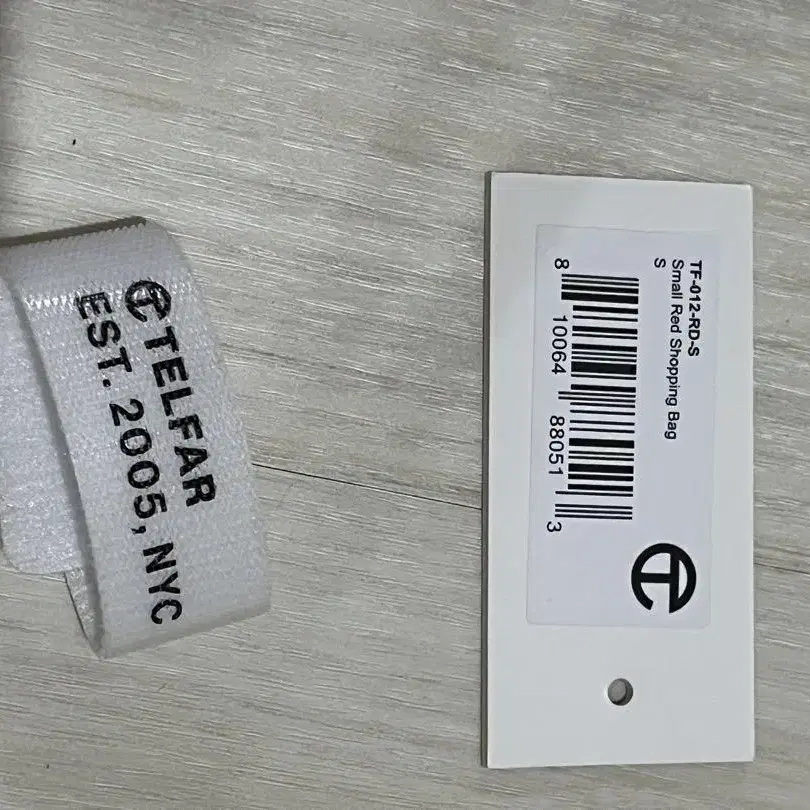 TELFAR
EST. 2005, NYC
TF-012-RD-S
Small Red Shopping Bag
S
8 10064 88051 3